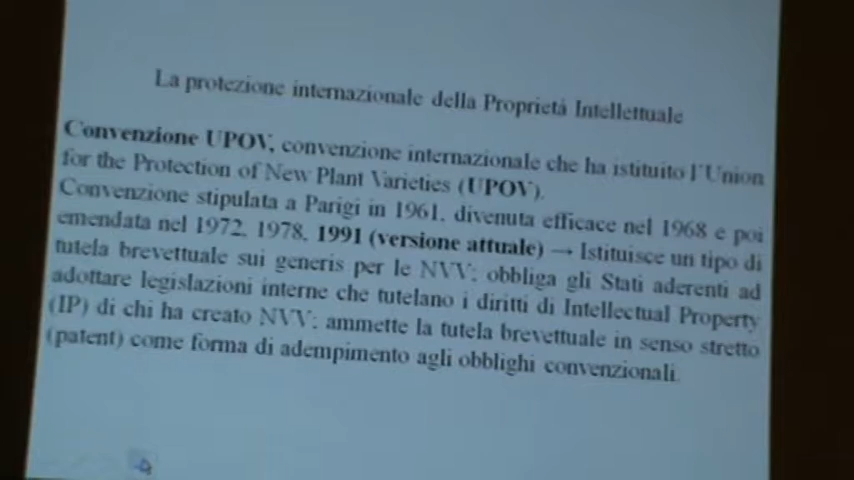 La protezione internazionale della Proprietà Intellettuale
Convenzione UPOV, convenzione internazionale che ha istituito l'Union
for the Protection of New Plant Varieties (UPOV).
Convenzione stipulata a Parigi in 1961, divenuta efficace nel 1968 e poi
emendata nel 1972, 1978, 1991 (versione attuale) → Istituisce un tipo di
tutela brevettuale sui generis per le NVV; obbliga gli Stati aderenti ad
adottare legislazioni interne che tutelano i diritti di Intellectual Property
(IP) di chi ha creato NVV; ammette la tutela brevettuale in senso stretto
(patent) come forma di adempimento agli obblighi convenzionali.